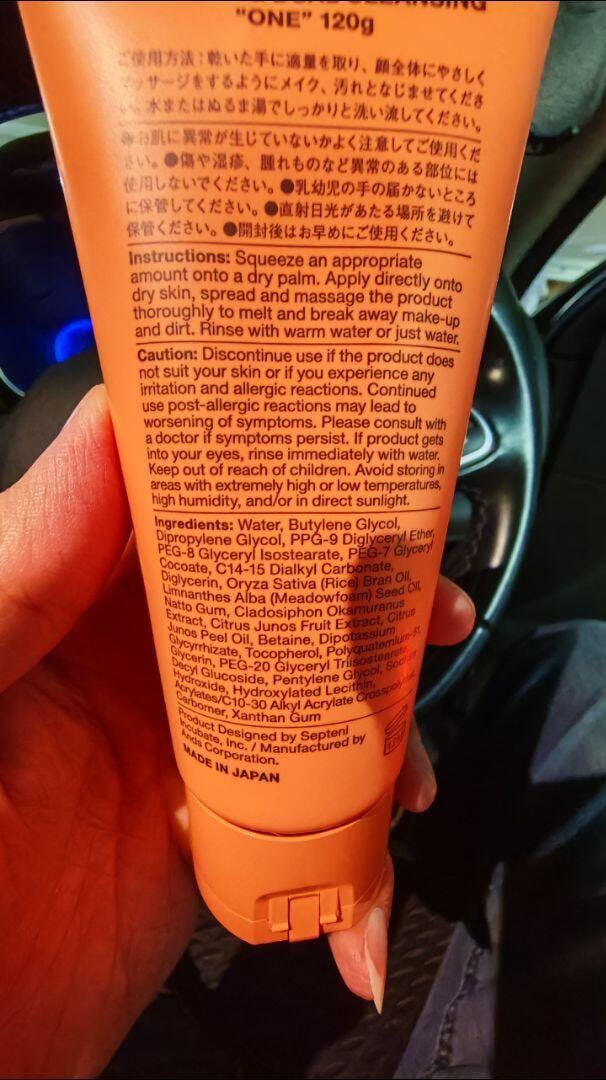 CLEANSING
"ONE" 120g
ご使用方法：乾いた手に適量を取り、顔全体にやさしく
マッサージをするようにメイク、汚れとなじませてくださ
い。水またはぬるま湯でしっかりと洗い流してください。
●お肌に異常が生じていないかよく注意してご使用くだ
さい。●傷や湿疹、腫れものなど異常のある部位には
使用しないでください。●乳幼児の手の届かないところ
に保管してください。●直射日光があたる場所を避けて
保管ください。●開封後はお早めにご使用ください。
Instructions: Squeeze an appropriate
amount onto a dry palm. Apply directly onto
dry skin, spread and massage the product
thoroughly to melt and break away make-up
and dirt. Rinse with warm water or just water.
Caution: Discontinue use if the product does
not suit your skin or if you experience any
irritation and allergic reactions. Continued
use post-allergic reactions may lead to
worsening of symptoms. Please consult with
a doctor if symptoms persist. If product gets
into your eyes, rinse immediately with water.
Keep out of reach of children. Avoid storing in
areas with extremely high or low temperatures,
high humidity, and/or in direct sunlight.
Ingredients: Water, Butylene Glycol,
Dipropylene Glycol, PPG-9 Diglyceryl Ether,
PEG-8 Glyceryl Isostearate, PEG-7 Glyceryl
Cocoate, C14-15 Dialkyl Carbonate,
Diglycerin, Oryza Sativa (Rice) Bran Oil,
Limnanthes Alba (Meadowfoam) Seed Oil,
Natto Gum, Cladosiphon Okamuranus
Extract, Citrus Junos Fruit Extract, Citrus
Junos Peel Oil, Betaine, Dipotassium
Glycyrrhizate, Tocopherol, Polyquaternium-51,
Glycerin, PEG-20 Glyceryl Triisostearate,
Decyl Glucoside, Pentylene Glycol, Sodium
Hydroxide, Hydroxylated Lecithin,
Acrylates/C10-30 Alkyl Acrylate Crosspolymer,
Carbomer, Xanthan Gum
Product Designed by Septeni
Incubate, Inc. / Manufactured by
Ands Corporation.
MADE IN JAPAN
12M